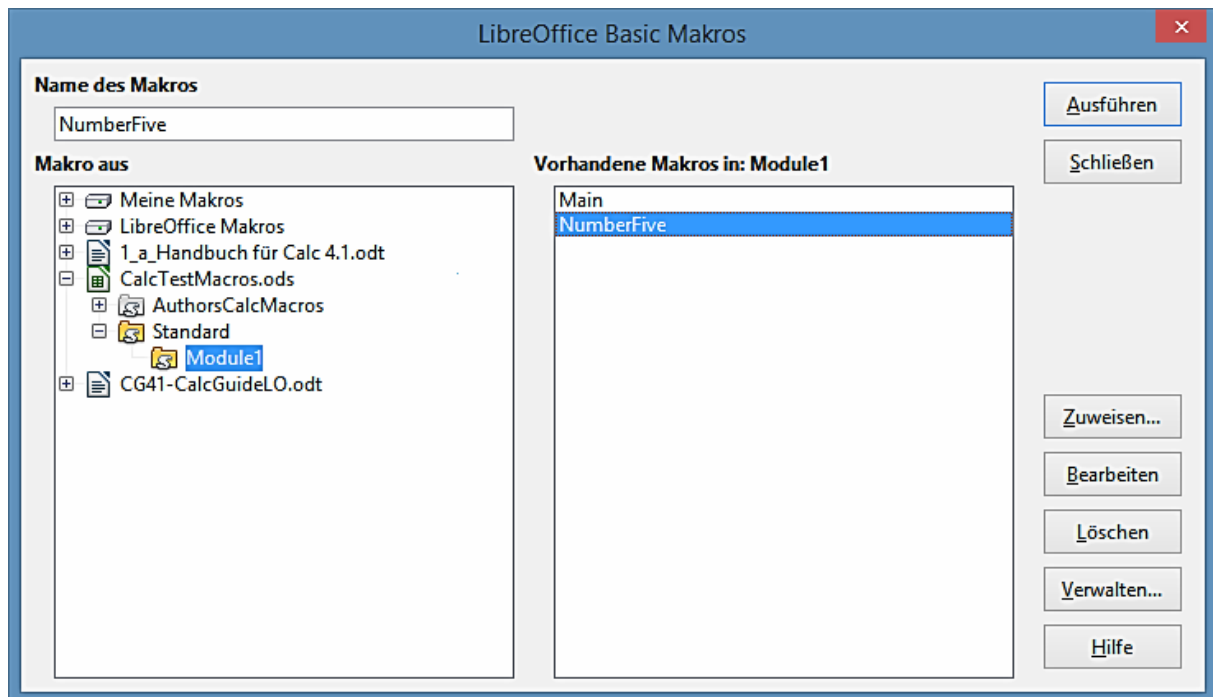 LibreOffice Basic Makros
Name des Makros
NumberFive
Makro aus
Meine Makros
LibreOffice Makros
1_a_Handbuch für Calc 4.1.odt
CalcTestMacros.ods
AuthorsCalcMacros
Standard
Module1
CG41-CalcGuideLO.odt
Vorhandene Makros in: Module1
Main
NumberFive
Ausführen
Schließen
Zuweisen...
Bearbeiten
Löschen
Verwalten...
Hilfe